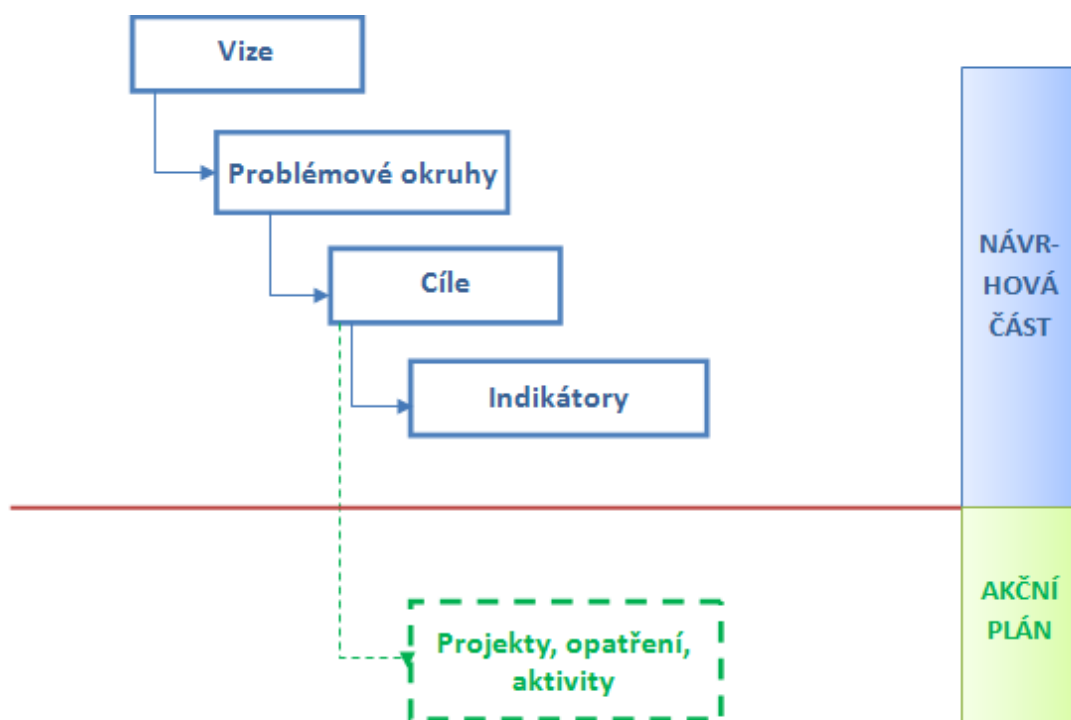 Vize
Problémové okruhy
Cíle
Indikátory
NÁVR-
HOVÁ
ČÁST
Projekty, opatření,
aktivity
AKČNÍ
PLÁN